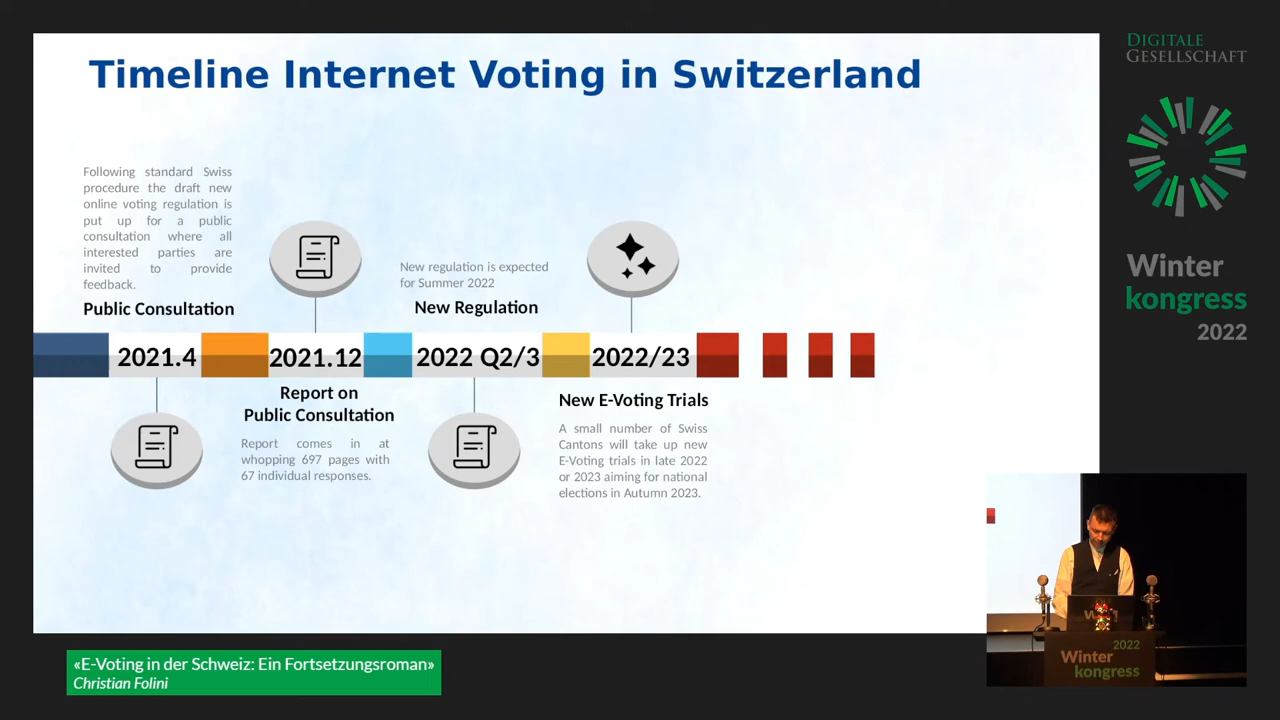 Timeline Internet Voting in Switzerland
Following standard Swiss
procedure the draft new
online voting regulation is
put up for a public
consultation where all
interested parties are
invited to provide
feedback.
Public Consultation
2021.4
2021.12
Report on
Public Consultation
Report comes in at
whopping 697 pages with
67 individual responses.
New regulation is expected
for Summer 2022
New Regulation
2022 Q2/3
2022/23
New E-Voting Trials
A small number of Swiss
Cantons will take up new
E-Voting trials in late 2022
or 2023 aiming for national
elections in Autumn 2023.
DIGITALE
GESELLSCHAFT
Winter
kongress
2022
2022
Winter
kongress
«E-Voting in der Schweiz: Ein Fortsetzungsroman»
Christian Folini